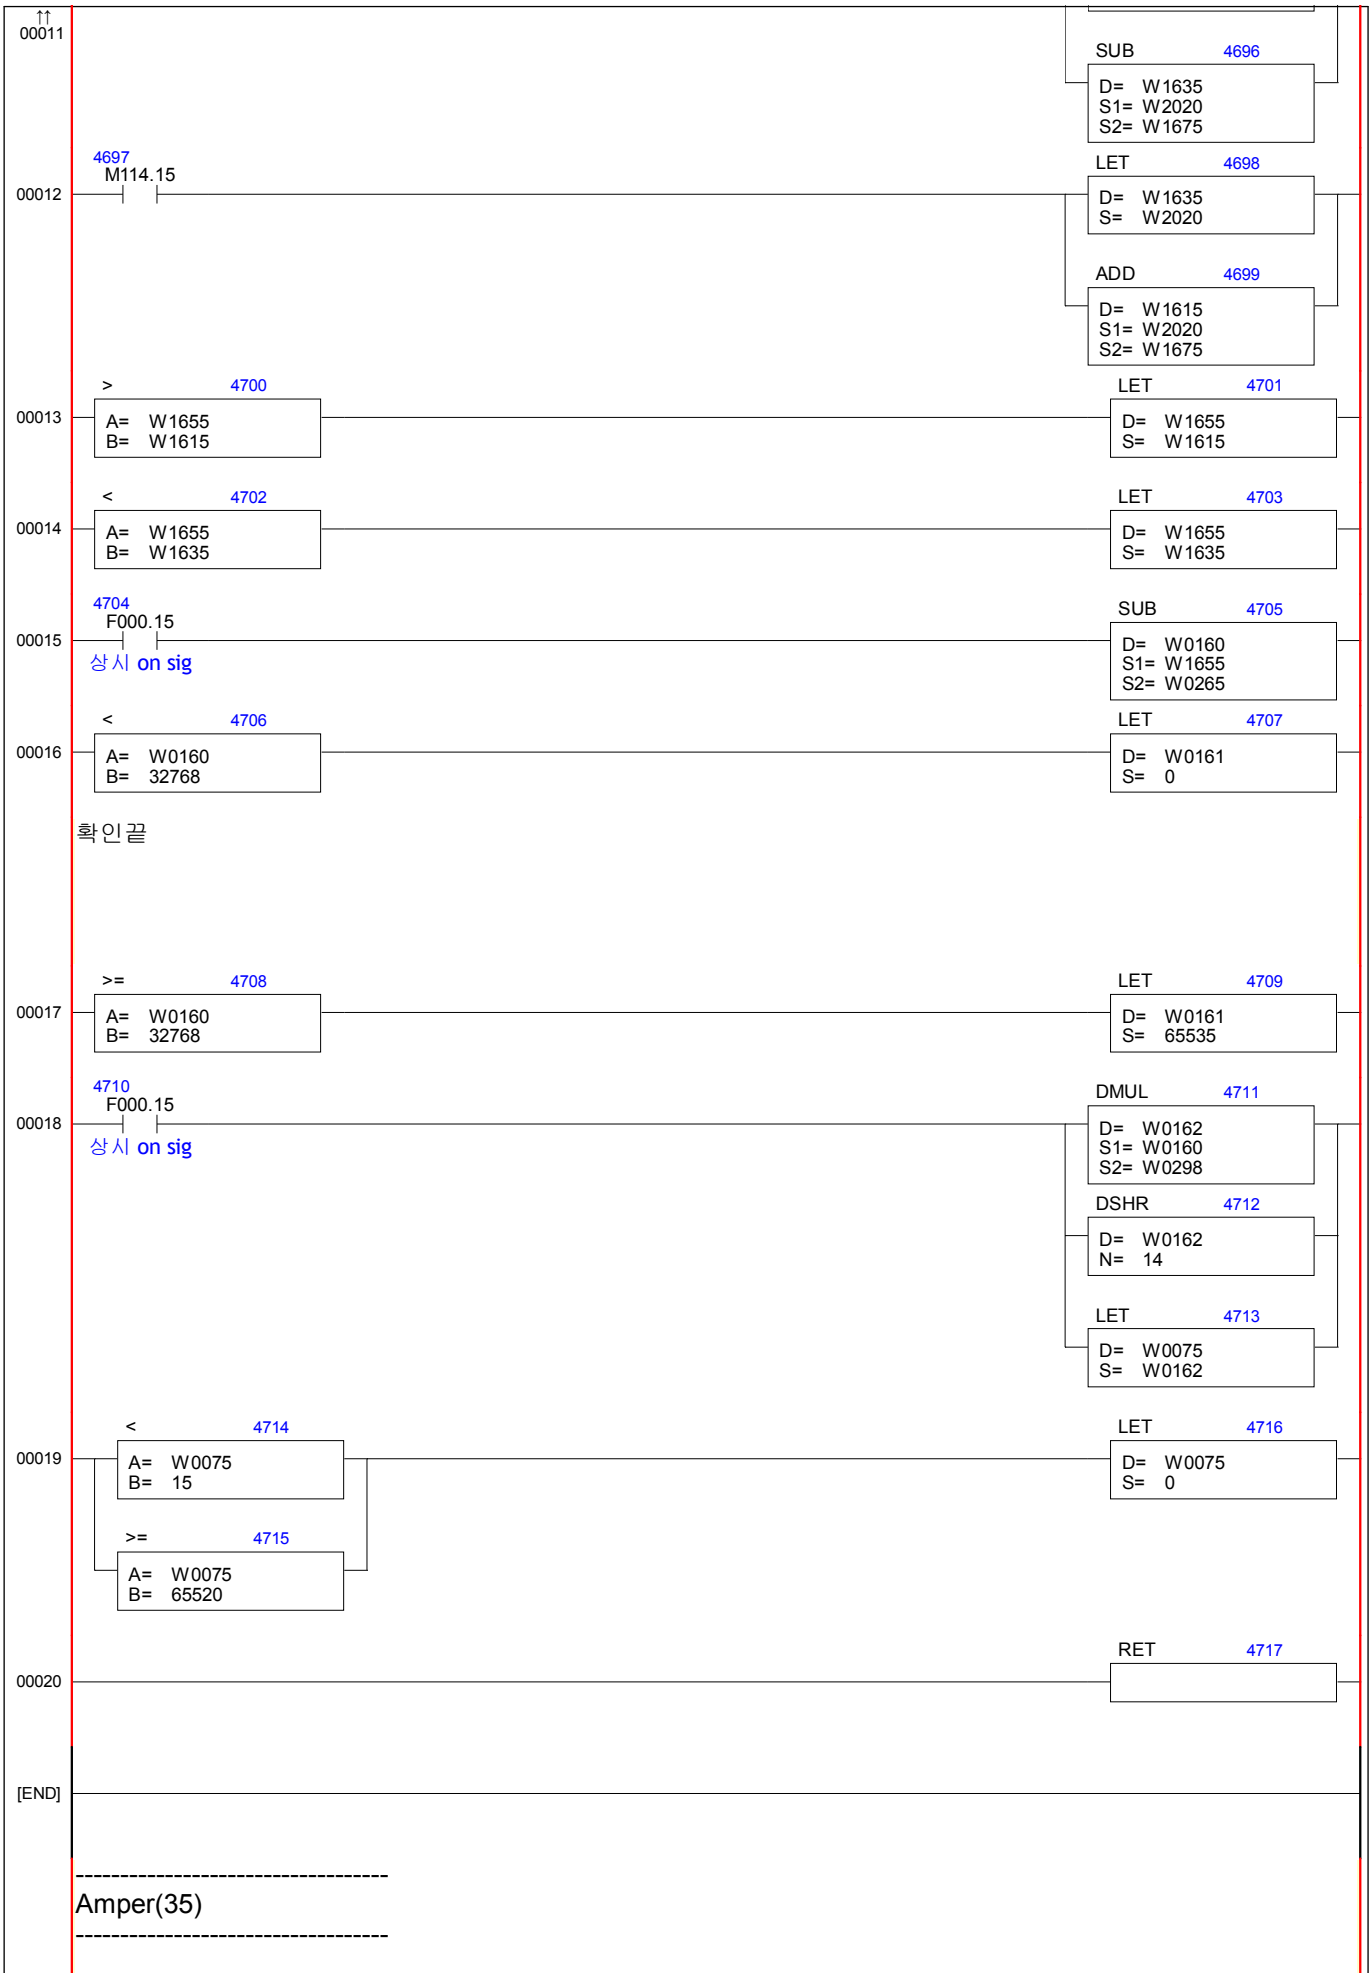 ↑↑
00011
SUB 4696
D= W1635
S1= W2020
S2= W1675
4697
M114.15
00012
LET 4698
D= W1635
S= W2020
ADD 4699
D= W1615
S1= W2020
S2= W1675
> 4700
00013
A= W1655
B= W1615
LET 4701
D= W1655
S= W1615
< 4702
00014
A= W1655
B= W1635
LET 4703
D= W1655
S= W1635
4704
F000.15
00015
상시 on sig
SUB 4705
D= W0160
S1= W1655
S2= W0265
< 4706
00016
A= W0160
B= 32768
LET 4707
D= W0161
S= 0
확인끝
>= 4708
00017
A= W0160
B= 32768
LET 4709
D= W0161
S= 65535
4710
F000.15
00018
상시 on sig
DMUL 4711
D= W0162
S1= W0160
S2= W0298
DSHR 4712
D= W0162
N= 14
LET 4713
D= W0075
S= W0162
< 4714
00019
A= W0075
B= 15
>= 4715
A= W0075
B= 65520
LET 4716
D= W0075
S= 0
RET 4717
00020
[END]
-----------------------------------
Amper(35)
-----------------------------------